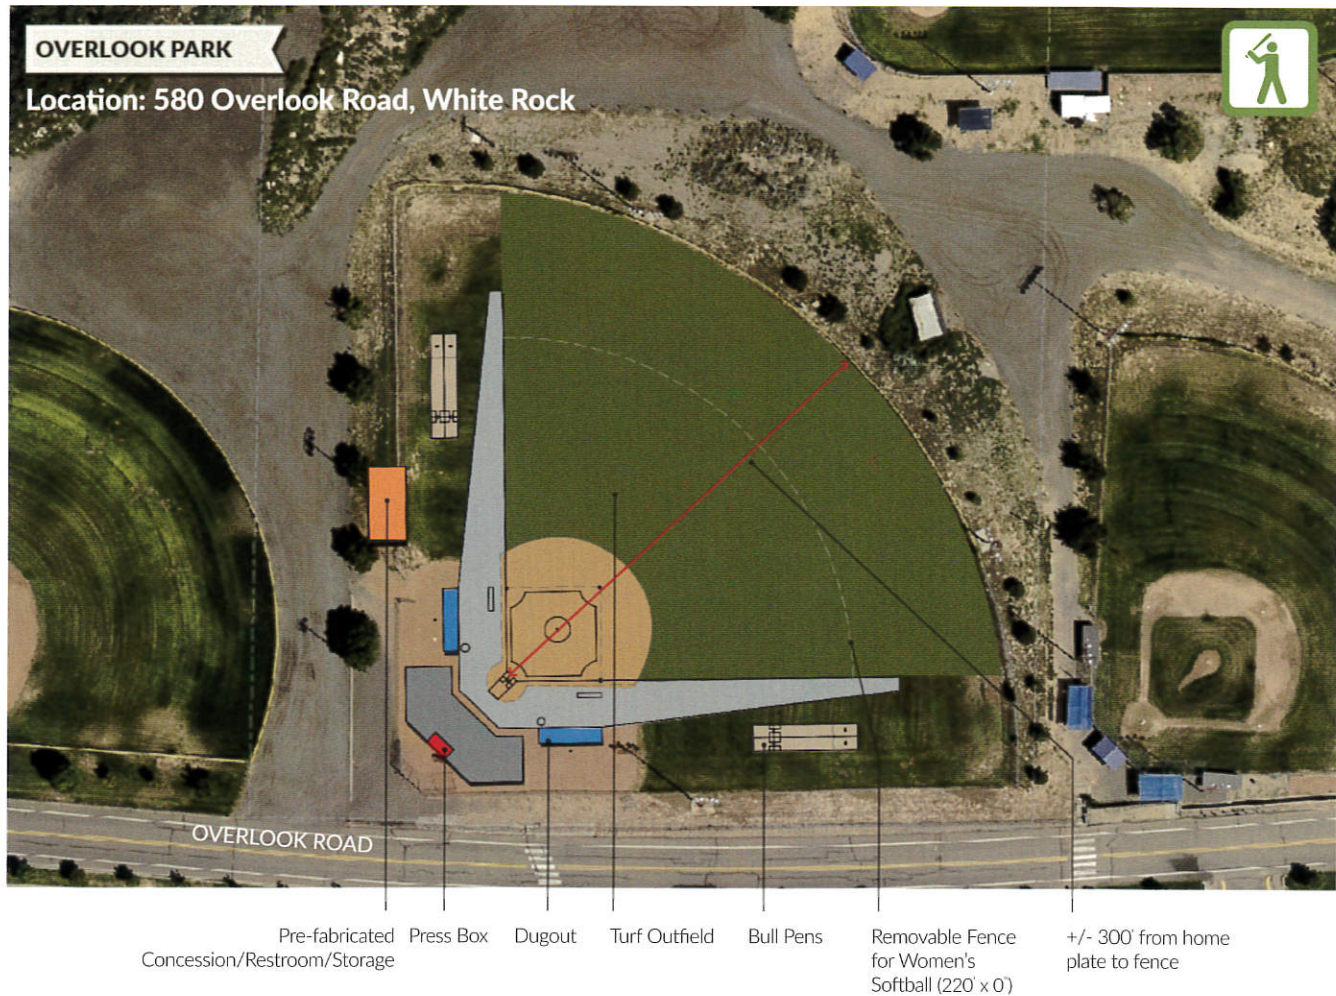 OVERLOOK PARK
Location: 580 Overlook Road, White Rock
OVERLOOK ROAD
Pre-fabricated
Concession/Restroom/Storage
Press Box
Dugout
Turf Outfield
Bull Pens
Removable Fence
for Women's
Softball (220' x 0')
+/- 300' from home
plate to fence